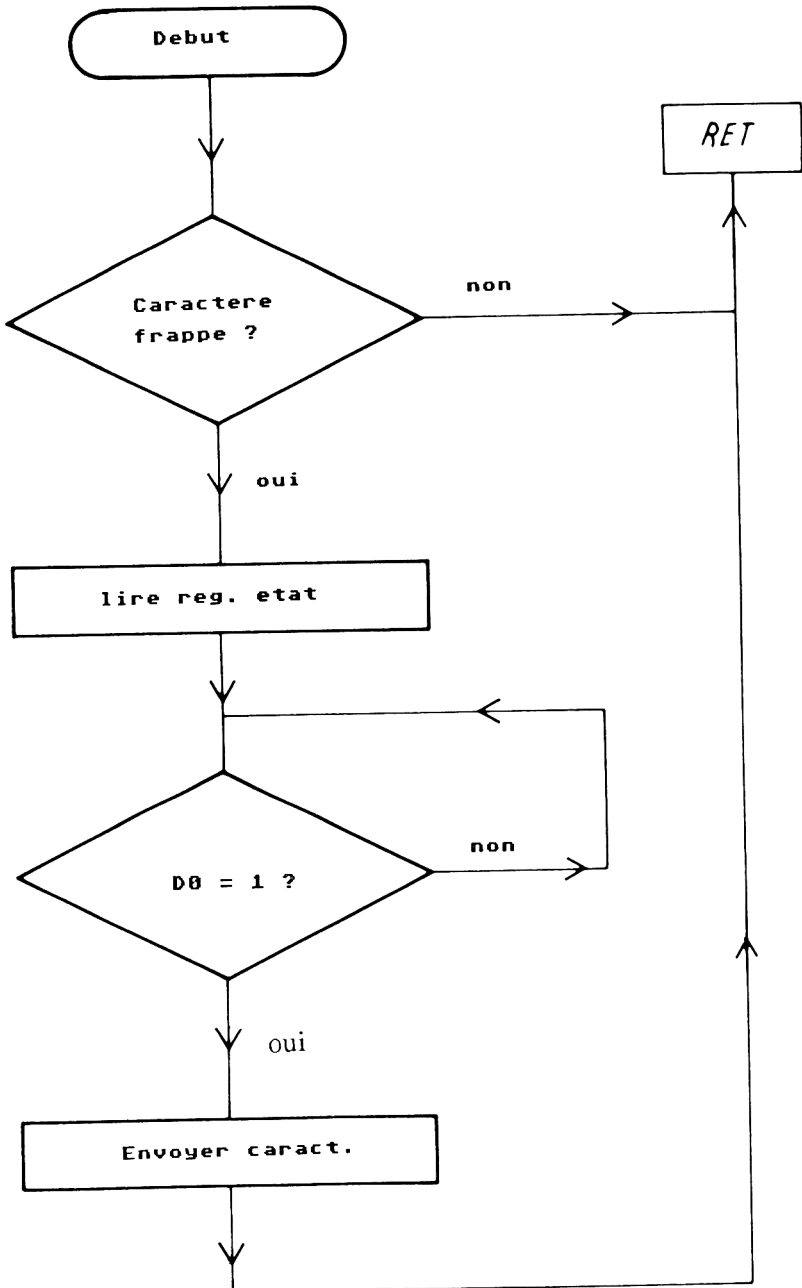 Debut
RET
Caractere
frappe ?
non
oui
lire reg. etat
D0 = 1 ?
non
oui
Envoyer caract.